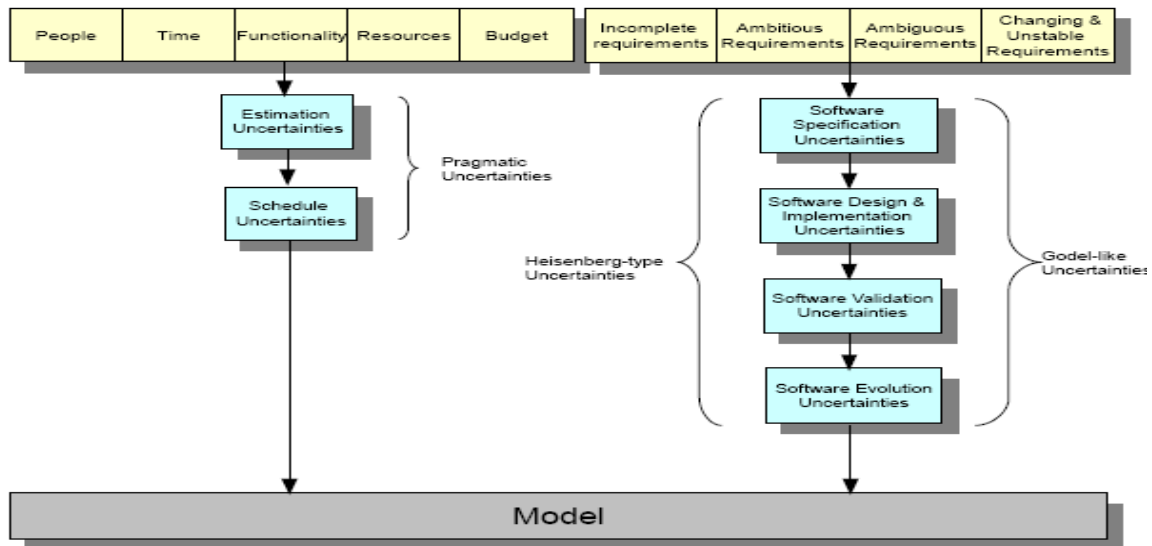 People
Time
Functionality
Resources
Budget
Incomplete
requirements
Ambitious
Requirements
Ambiguous
Requirements
Changing &
Unstable
Requirements
Estimation
Uncertainties
Schedule
Uncertainties
Pragmatic
Uncertainties
Software
Specification
Uncertainties
Software Design &
Implementation
Uncertainties
Software Validation
Uncertainties
Software Evolution
Uncertainties
Heisenberg-type
Uncertainties
Godel-like
Uncertainties
Model